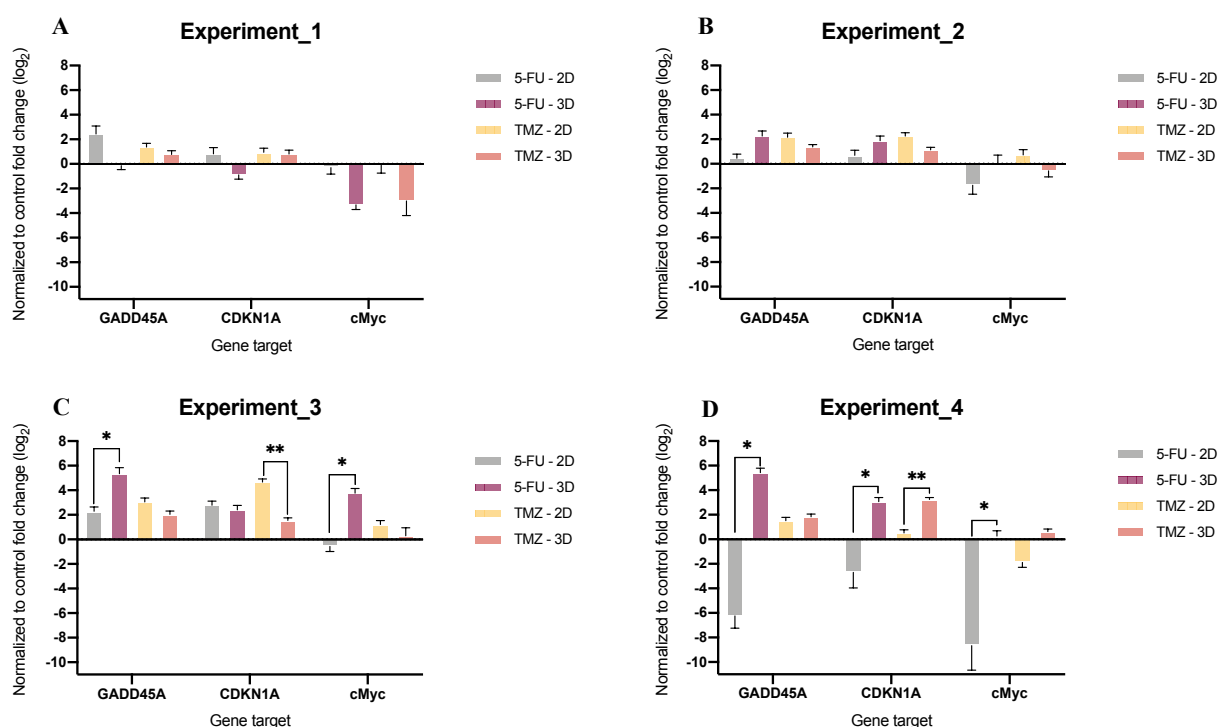 A
Experiment_1
Normalized to control fold change (log2)
8
6
4
2
0
-2
-4
-6
-8
-10
GADD45A CDKN1A cMyc
Gene target
5-FU - 2D
5-FU - 3D
TMZ - 2D
TMZ - 3D
B
Experiment_2
Normalized to control fold change (log2)
8
6
4
2
0
-2
-4
-6
-8
-10
GADD45A CDKN1A cMyc
Gene target
5-FU - 2D
5-FU - 3D
TMZ - 2D
TMZ - 3D
C
Experiment_3
Normalized to control fold change (log2)
8
6
4
2
0
-2
-4
-6
-8
-10
* ** *
GADD45A CDKN1A cMyc
Gene target
5-FU - 2D
5-FU - 3D
TMZ - 2D
TMZ - 3D
D
Experiment_4
Normalized to control fold change (log2)
8
6
4
2
0
-2
-4
-6
-8
-10
* * ** *
GADD45A CDKN1A cMyc
Gene target
5-FU - 2D
5-FU - 3D
TMZ - 2D
TMZ - 3D